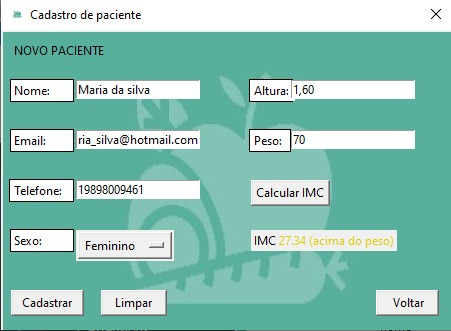 Cadastro de paciente
NOVO PACIENTE
Nome: Maria da silva
Altura: 1,60
Email: ria_silva@hotmail.com
Peso: 70
Telefone: 19898009461
Calcular IMC
Sexo: Feminino
IMC 27.34 (acima do peso)
Cadastrar
Limpar
Voltar